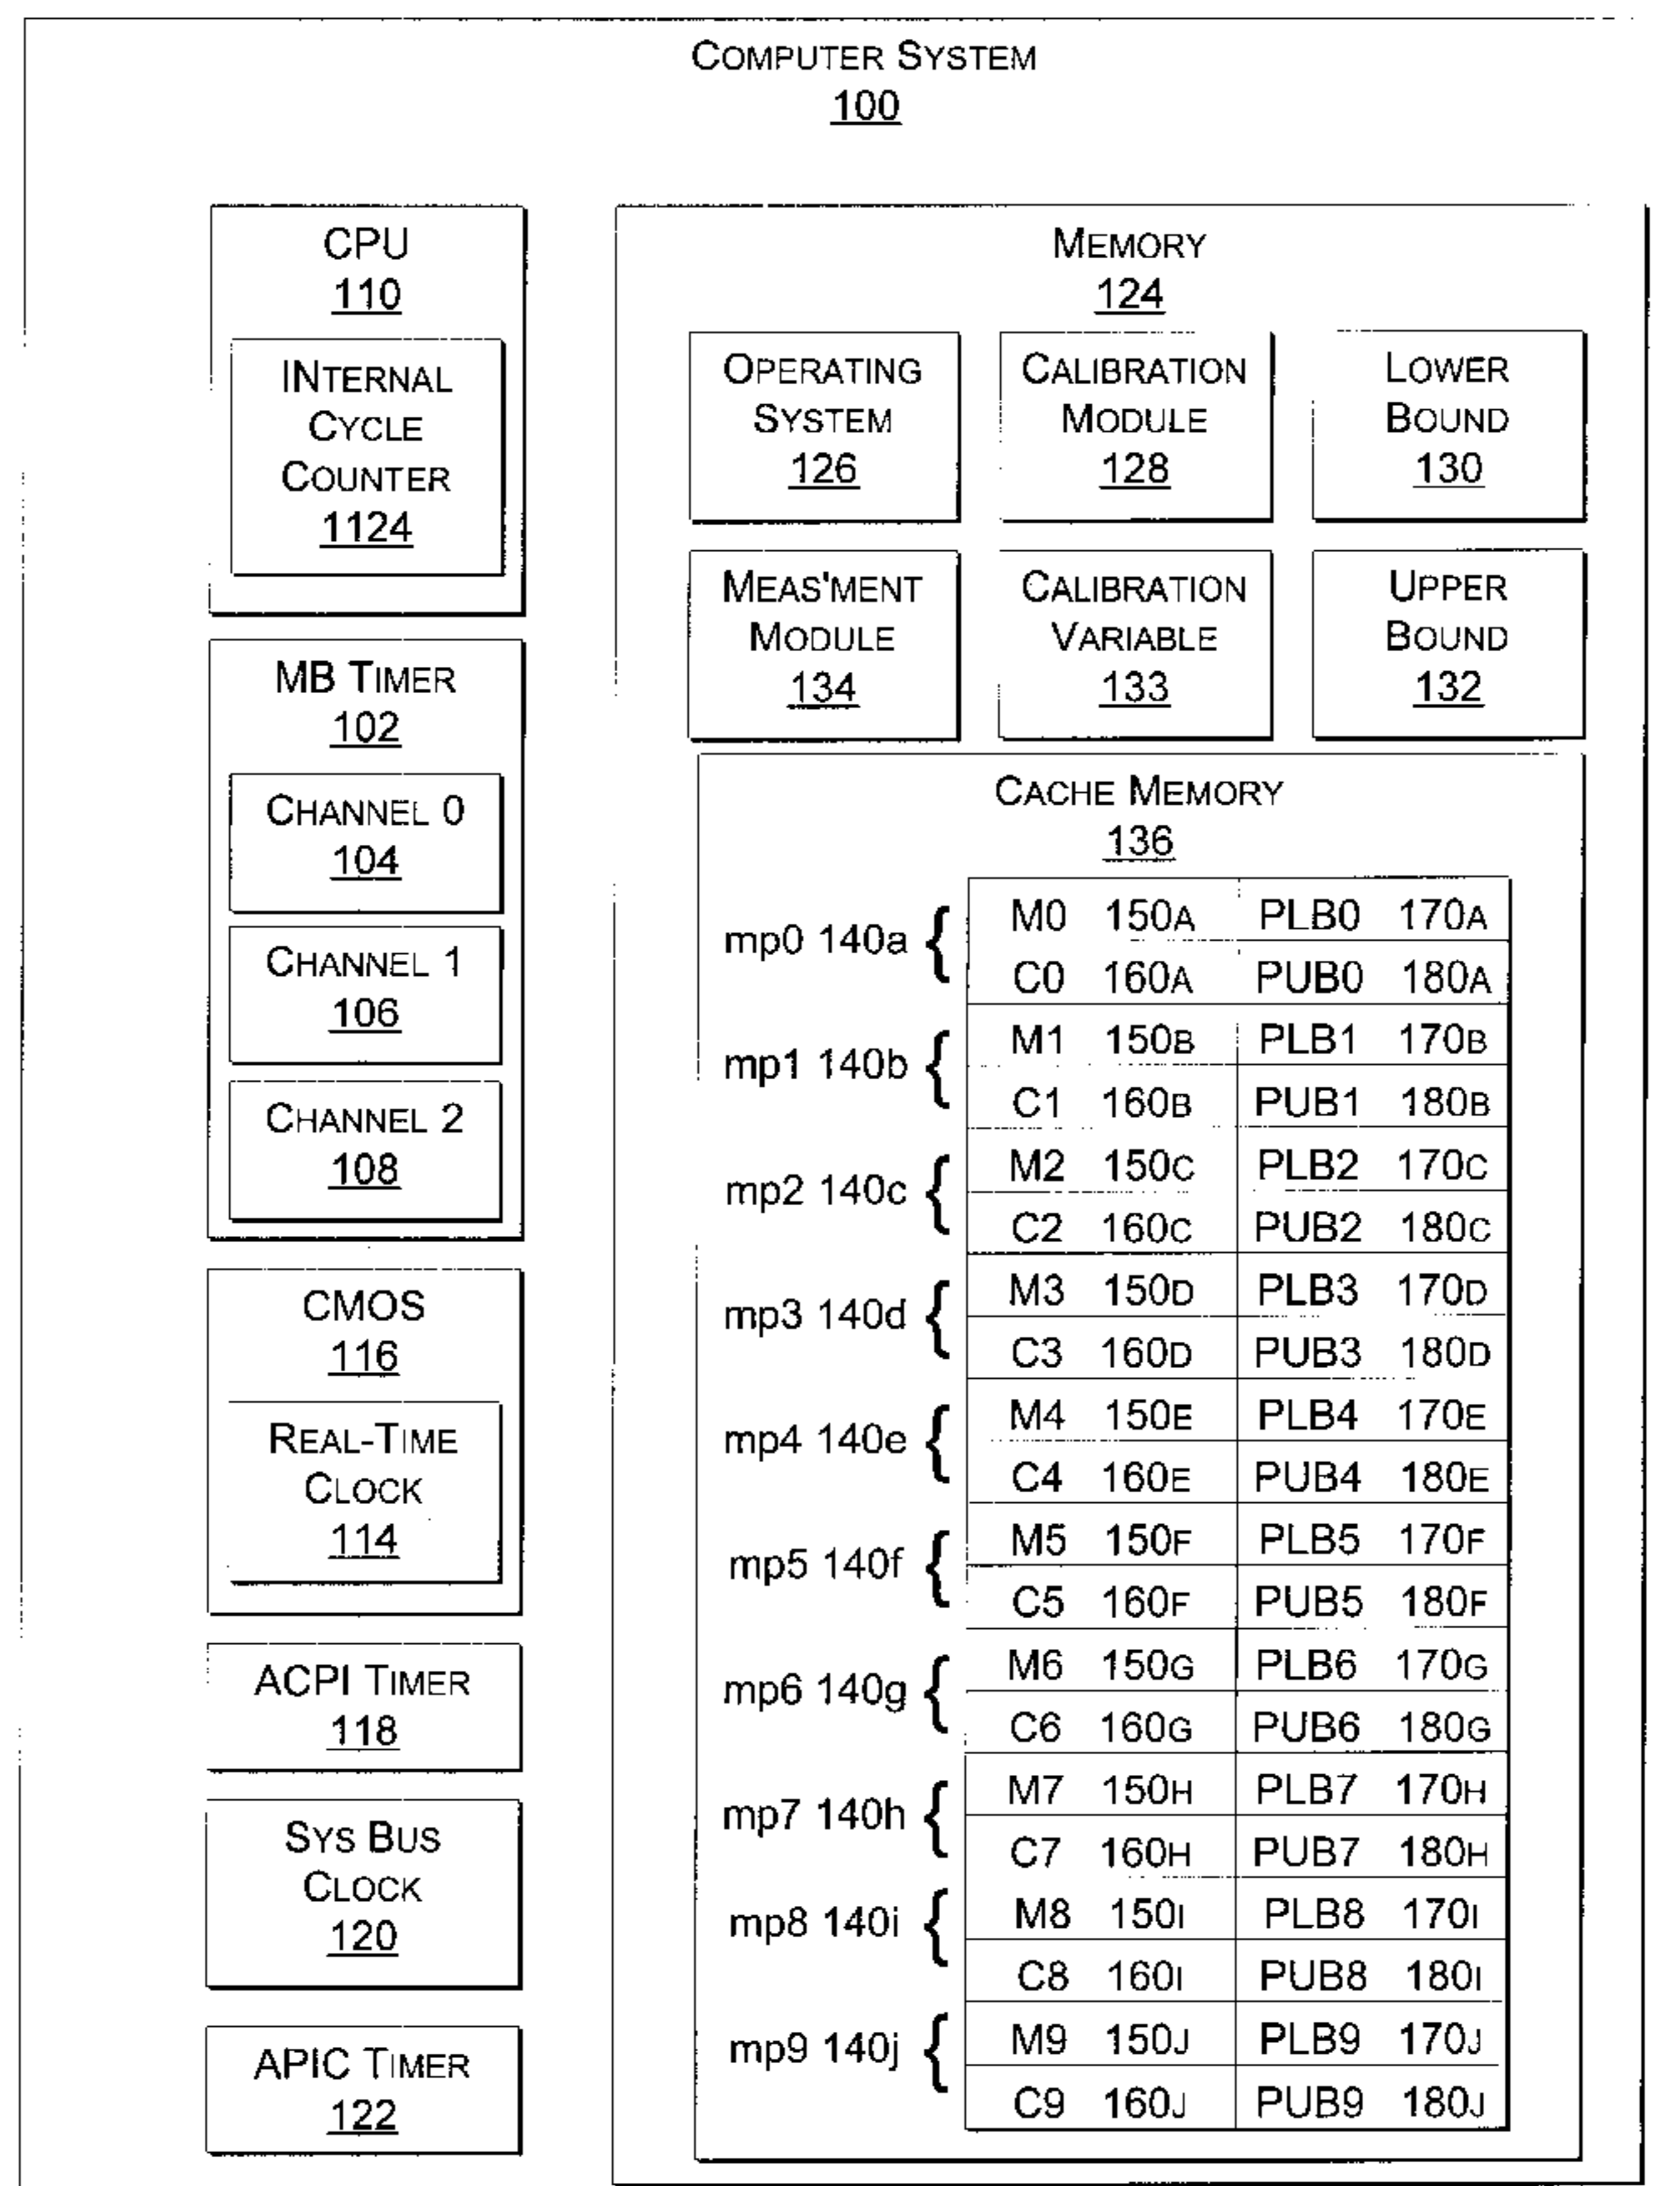 COMPUTER SYSTEM
100
CPU
110
INTERNAL
CYCLE
COUNTER
1124
MB TIMER
102
CHANNEL 0
104
CHANNEL 1
106
CHANNEL 2
108
CMOS
116
REAL-TIME
CLOCK
114
ACPI TIMER
118
SYS BUS
CLOCK
120
APIC TIMER
122
MEMORY
124
OPERATING
SYSTEM
126
CALIBRATION
MODULE
128
LOWER
BOUND
130
MEAS'MENT
MODULE
134
CALIBRATION
VARIABLE
133
UPPER
BOUND
132
CACHE MEMORY
136
mp0 140a {
M0 150A PLB0 170A
C0 160A PUB0 180A
mp1 140b {
M1 150B PLB1 170B
C1 160B PUB1 180B
mp2 140c {
M2 150C PLB2 170C
C2 160C PUB2 180C
mp3 140d {
M3 150D PLB3 170D
C3 160D PUB3 180D
mp4 140e {
M4 150E PLB4 170E
C4 160E PUB4 180E
mp5 140f {
M5 150F PLB5 170F
C5 160F PUB5 180F
mp6 140g {
M6 150G PLB6 170G
C6 160G PUB6 180G
mp7 140h {
M7 150H PLB7 170H
C7 160H PUB7 180H
mp8 140i {
M8 150I PLB8 170I
C8 160I PUB8 180I
mp9 140j {
M9 150J PLB9 170J
C9 160J PUB9 180J